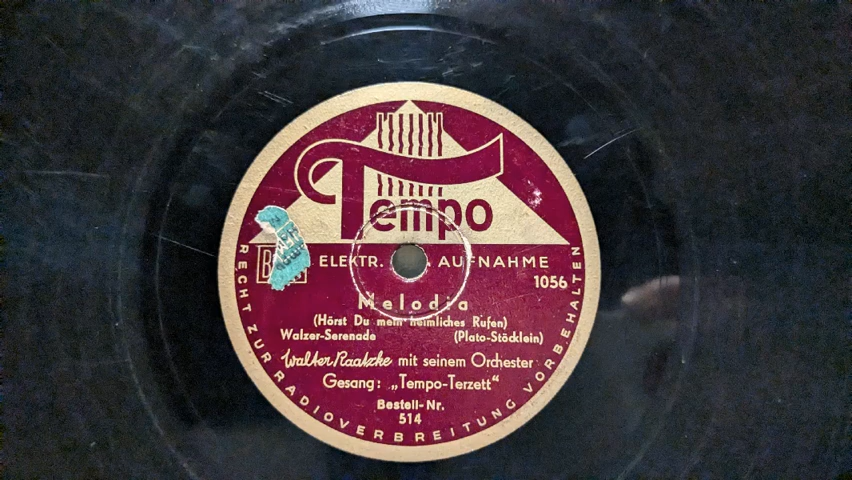 Tempo
ELEKTR. AUFNAHME
1056
Melodia
(Hörst Du mein heimliches Rufen)
Walzer-Serenade (Plato-Stöcklein)
Walter Raatzke mit seinem Orchester
Gesang: „Tempo-Terzett“
Bestell-Nr.
514
RECHT ZUR RADIOVERBREITUNG VORBEHALTEN